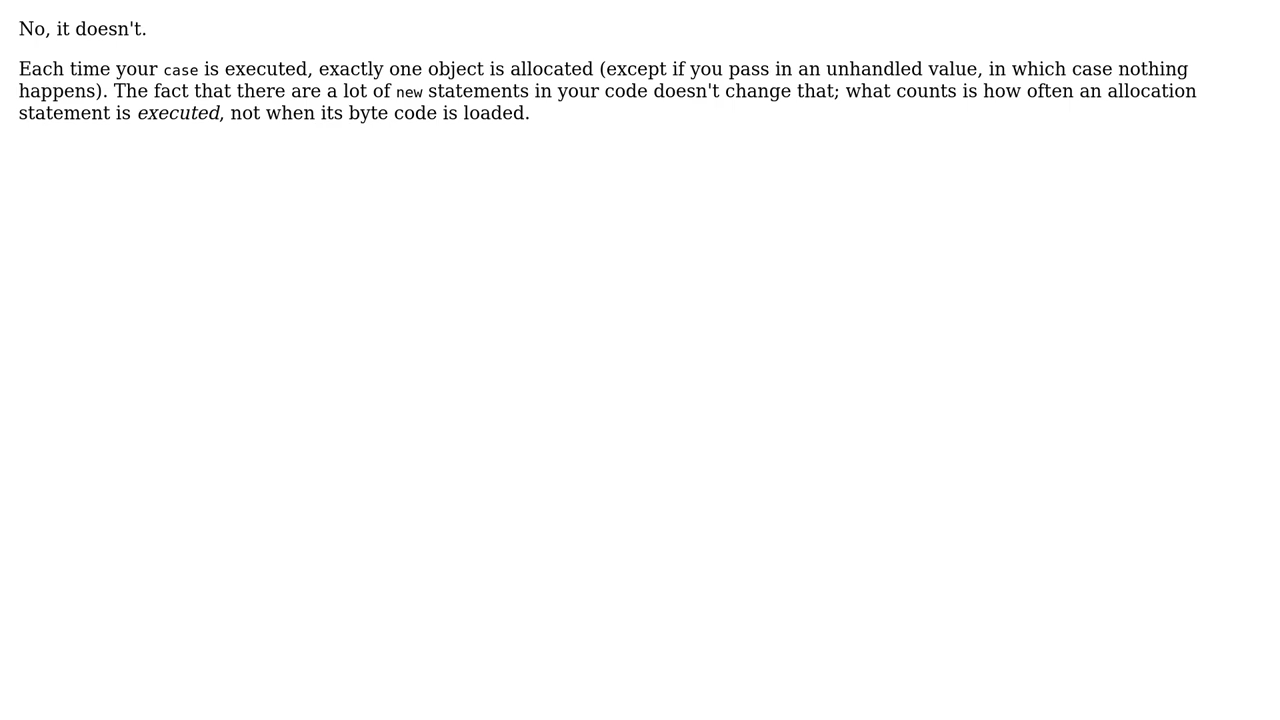 No, it doesn't.
Each time your case is executed, exactly one object is allocated (except if you pass in an unhandled value, in which case nothing
happens). The fact that there are a lot of new statements in your code doesn't change that; what counts is how often an allocation
statement is executed, not when its byte code is loaded.